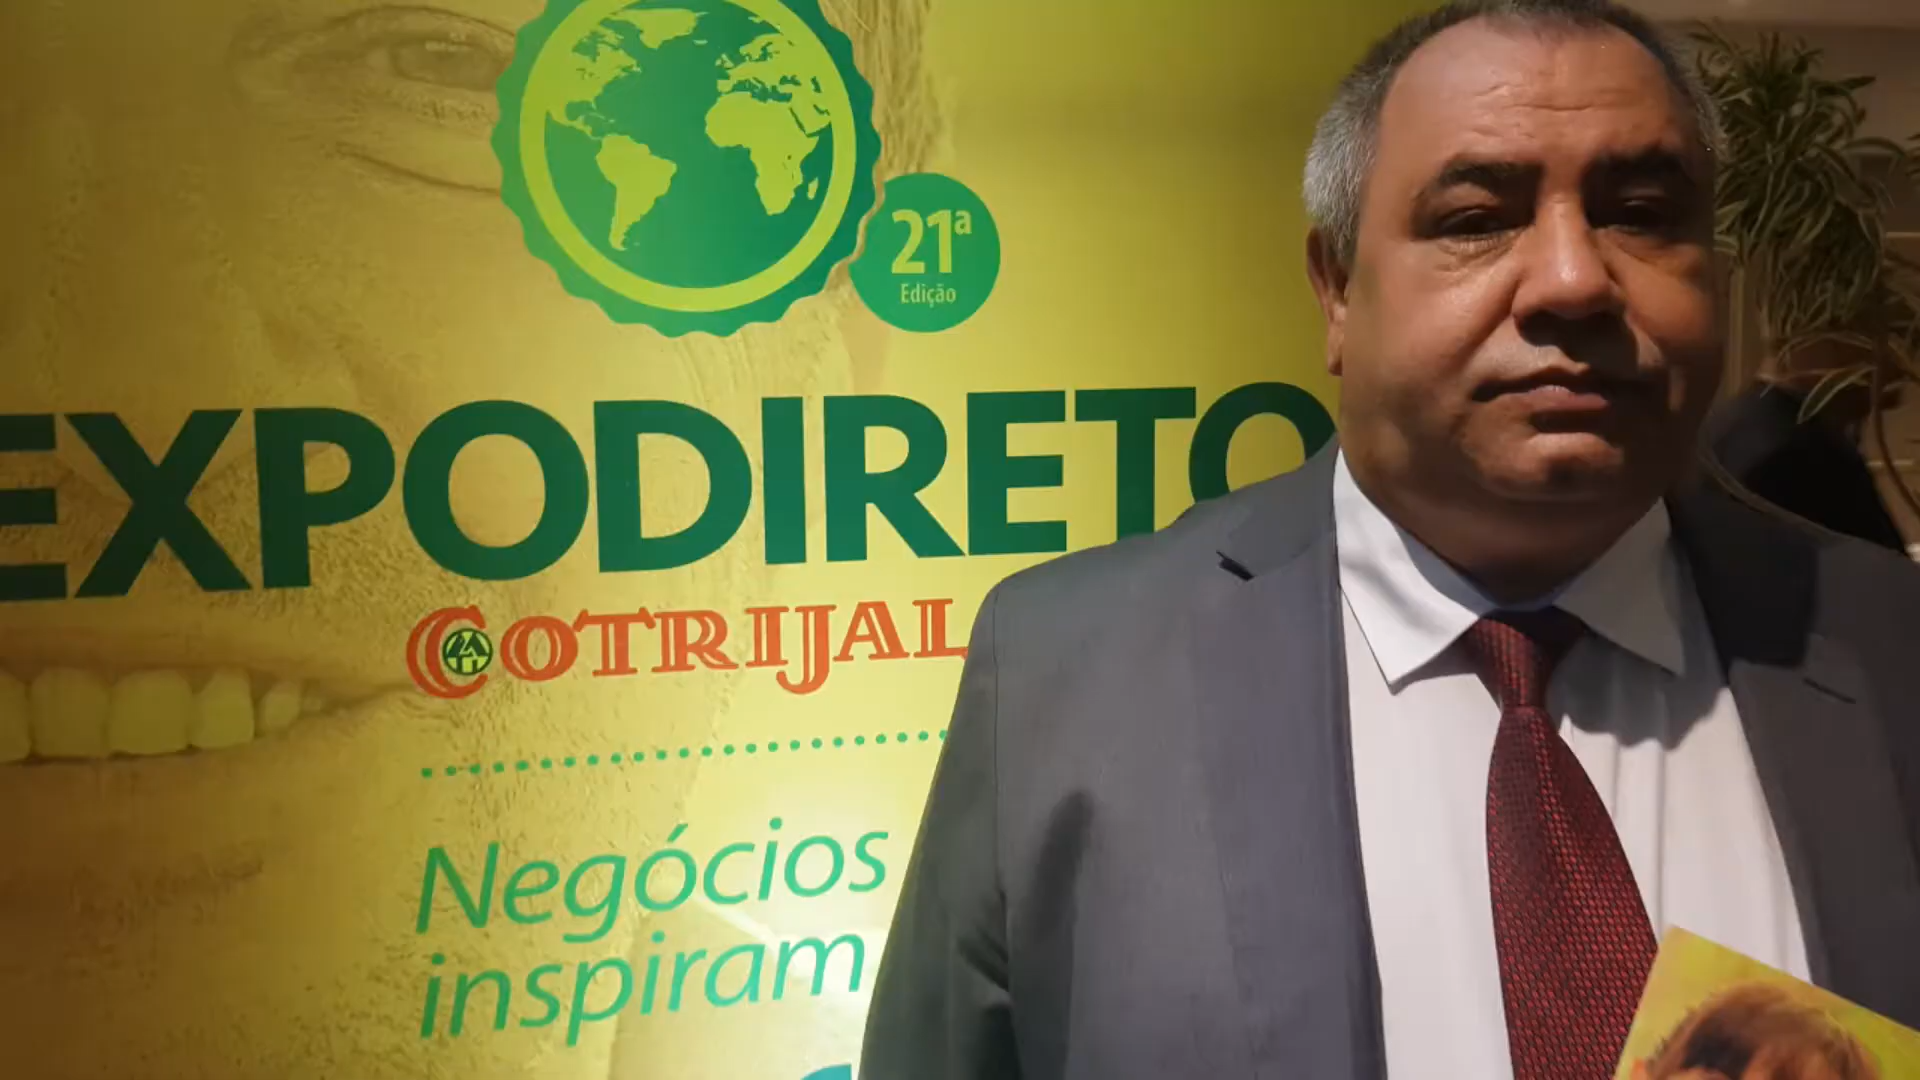 21ª
Edição
EXPODIRETO
COTRIJAL
Negócios
inspiram